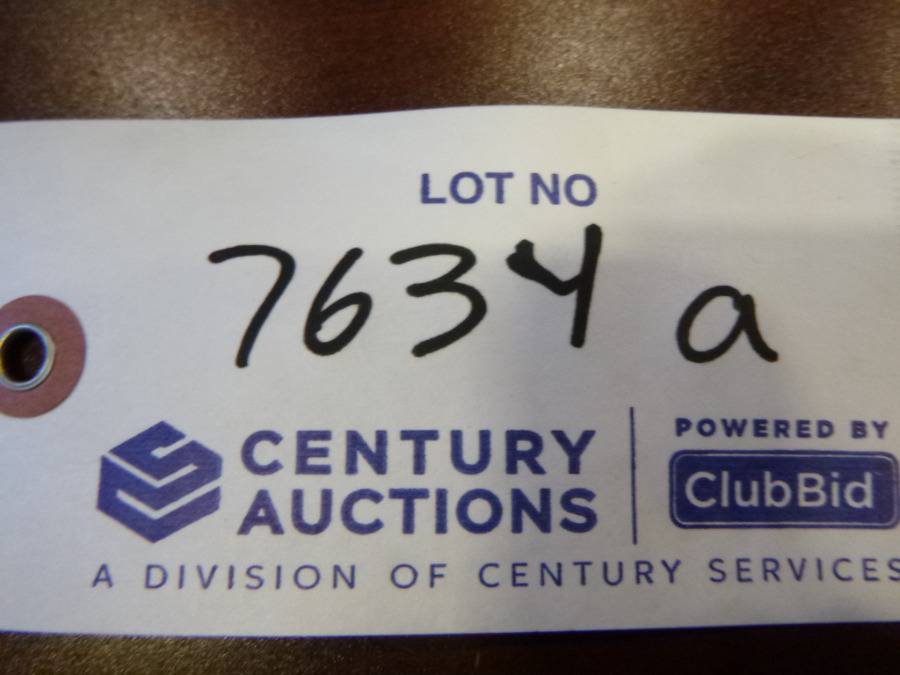 LOT NO
7634 a
CENTURY AUCTIONS
POWERED BY
ClubBid
A DIVISION OF CENTURY SERVICES